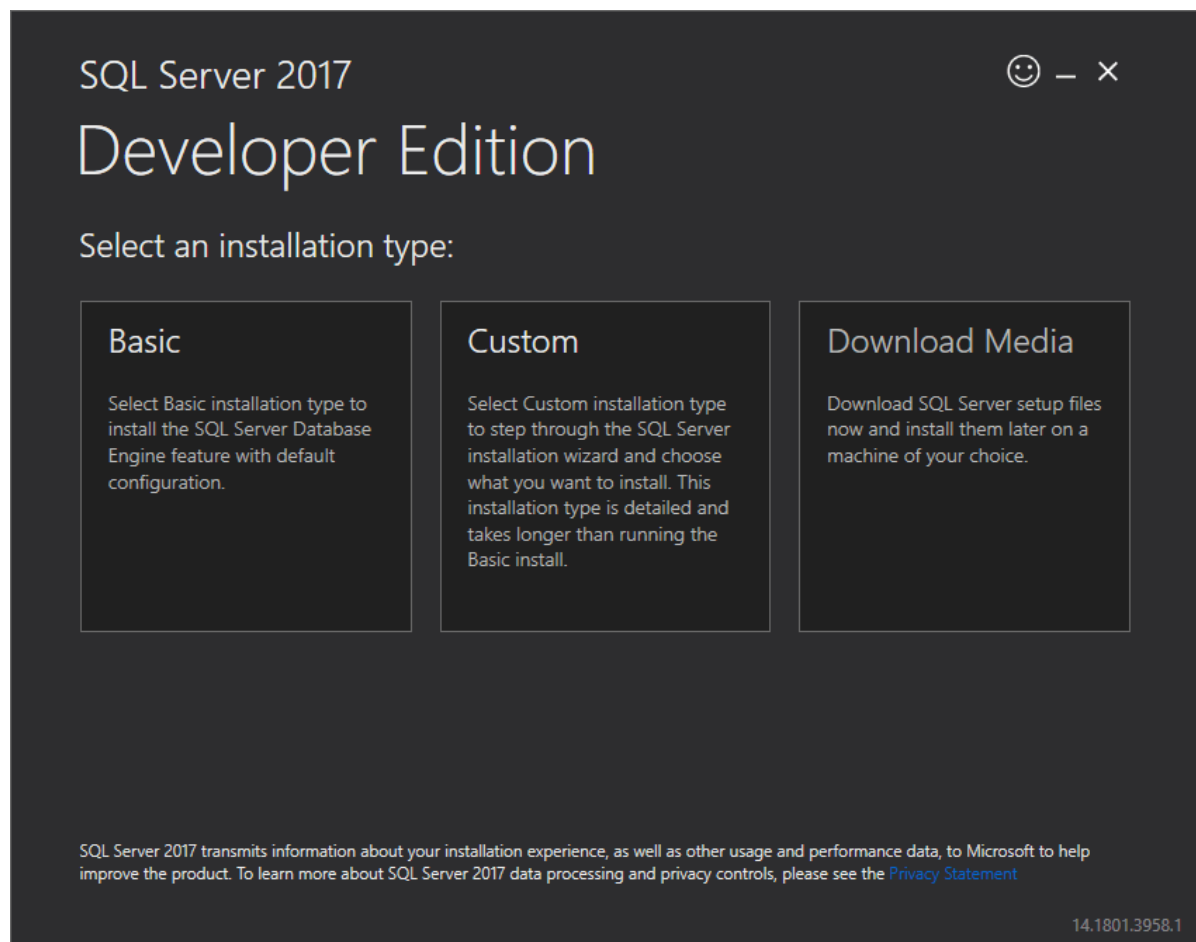 SQL Server 2017
Developer Edition
Select an installation type:
Basic
Select Basic installation type to
install the SQL Server Database
Engine feature with default
configuration.
Custom
Select Custom installation type
to step through the SQL Server
installation wizard and choose
what you want to install. This
installation type is detailed and
takes longer than running the
Basic install.
Download Media
Download SQL Server setup files
now and install them later on a
machine of your choice.
SQL Server 2017 transmits information about your installation experience, as well as other usage and performance data, to Microsoft to help
improve the product. To learn more about SQL Server 2017 data processing and privacy controls, please see the Privacy Statement
14.1801.3958.1